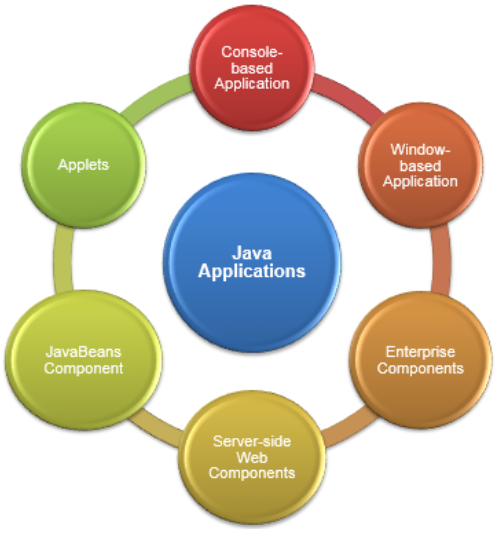 Console-
based
Application
Window-
based
Application
Enterprise
Components
Server-side
Web
Components
JavaBeans
Component
Applets
Java
Applications